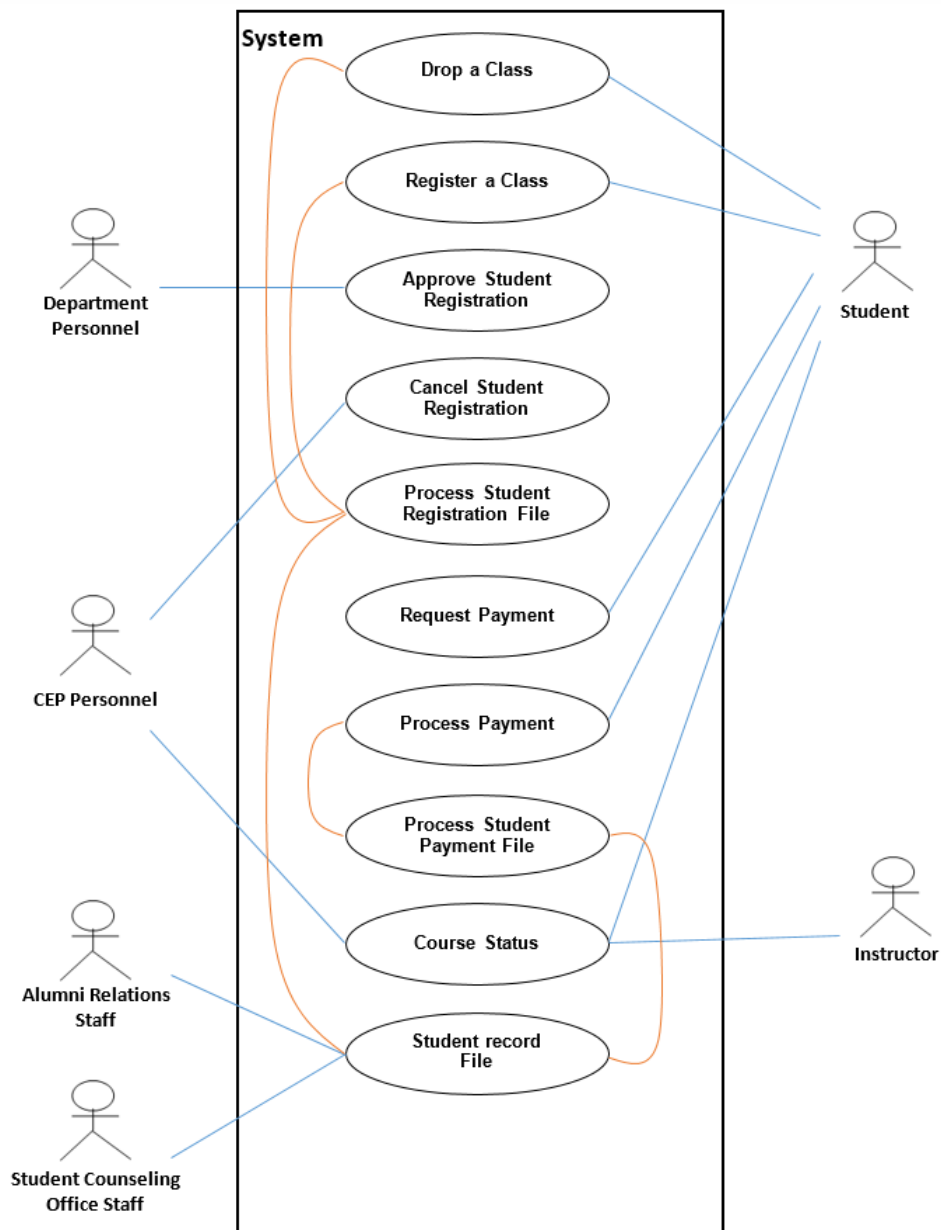 System
Drop a Class
Register a Class
Department
Personnel
Approve Student
Registration
Student
Cancel Student
Registration
Process Student
Registration File
Request Payment
CEP Personnel
Process Payment
Process Student
Payment File
Course Status
Instructor
Alumni Relations
Staff
Student record
File
Student Counseling
Office Staff